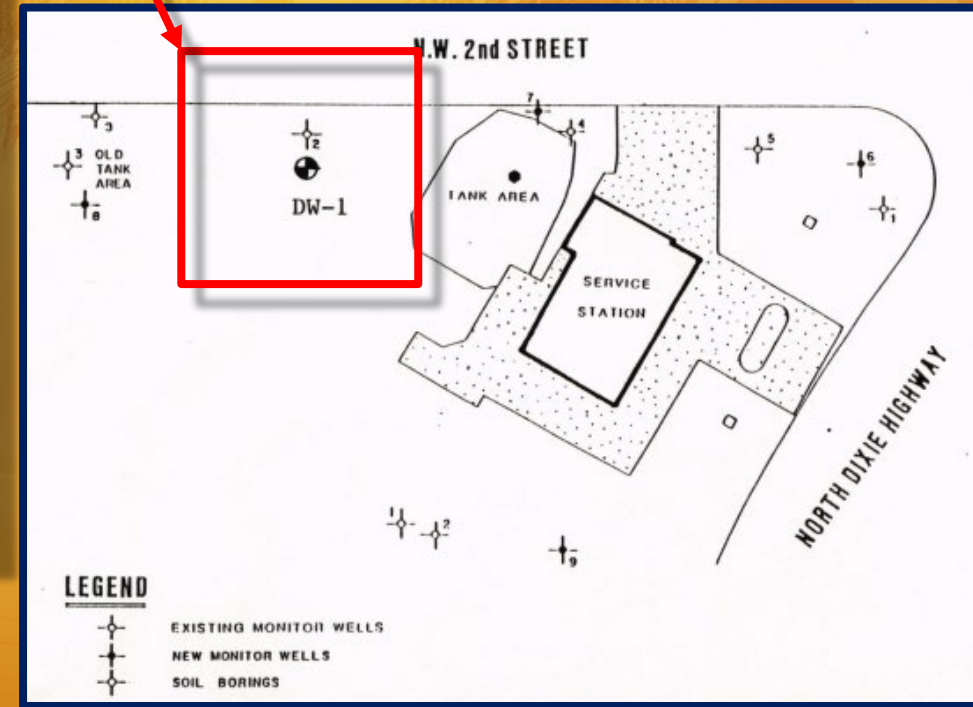 N.W. 2nd STREET
3
2
7
4
5
6
1
3
OLD
TANK
AREA
8
DW-1
TANK AREA
SERVICE
STATION
NORTH DIXIE HIGHWAY
1
2
9
LEGEND
EXISTING MONITOR WELLS
NEW MONITOR WELLS
SOIL BORINGS